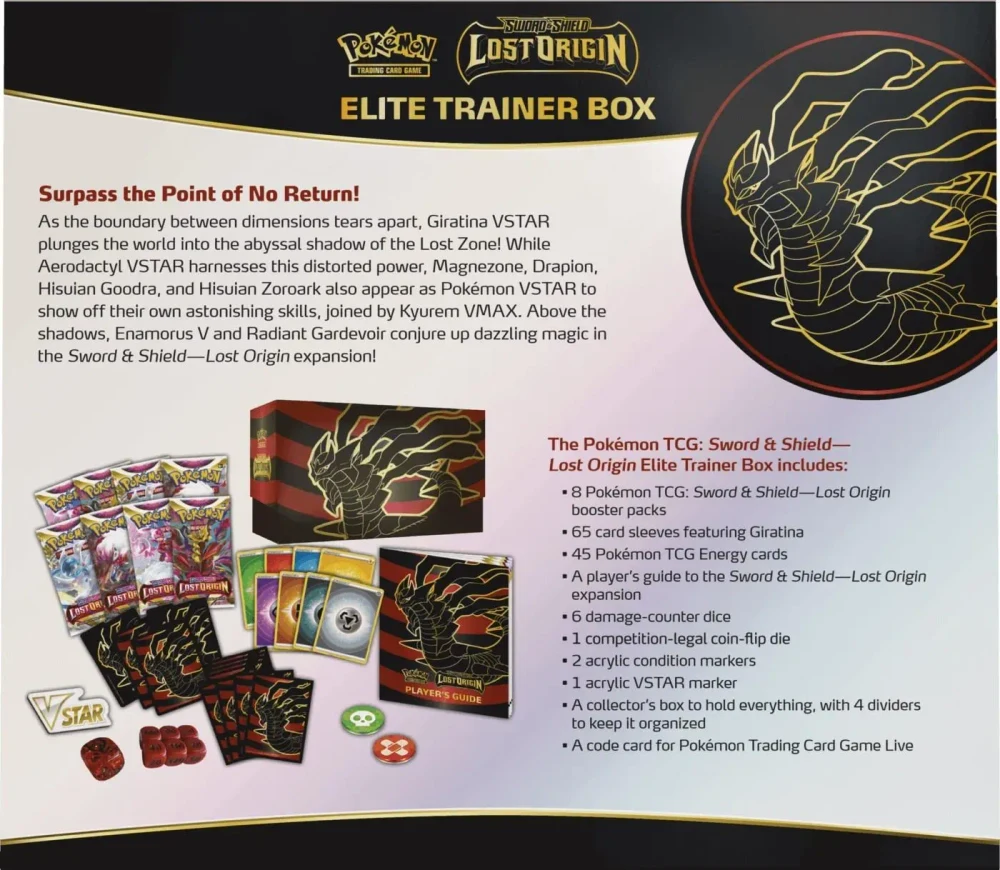 Pokémon
TRADING CARD GAME
SWORD & SHIELD
LOST ORIGIN
ELITE TRAINER BOX
Surpass the Point of No Return!
As the boundary between dimensions tears apart, Giratina VSTAR
plunges the world into the abyssal shadow of the Lost Zone! While
Aerodactyl VSTAR harnesses this distorted power, Magnezone, Drapion,
Hisuian Goodra, and Hisuian Zoroark also appear as Pokémon VSTAR to
show off their own astonishing skills, joined by Kyurem VMAX. Above the
shadows, Enamorus V and Radiant Gardevoir conjure up dazzling magic in
the Sword & Shield—Lost Origin expansion!
The Pokémon TCG: Sword & Shield—
Lost Origin Elite Trainer Box includes:
▪ 8 Pokémon TCG: Sword & Shield—Lost Origin
booster packs
▪ 65 card sleeves featuring Giratina
▪ 45 Pokémon TCG Energy cards
▪ A player's guide to the Sword & Shield—Lost Origin
expansion
▪ 6 damage-counter dice
▪ 1 competition-legal coin-flip die
▪ 2 acrylic condition markers
▪ 1 acrylic VSTAR marker
▪ A collector's box to hold everything, with 4 dividers
to keep it organized
▪ A code card for Pokémon Trading Card Game Live
Pokémon
LOST ORIGIN
Pokémon
LOST ORIGIN
PLAYER'S GUIDE
VSTAR